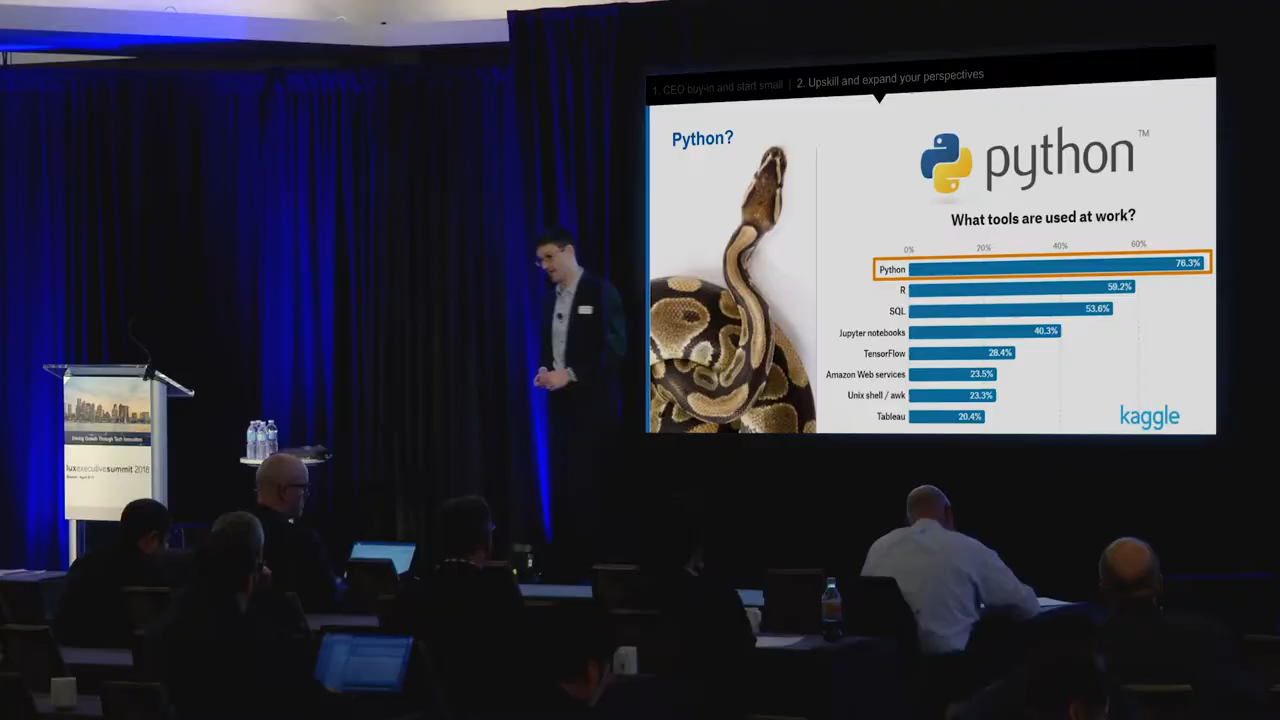 1. CEO buy-in and start small | 2. Upskill and expand your perspectives
Python?
python™
What tools are used at work?
0% 20% 40% 60%
Python 76.3%
R 59.2%
SQL 53.6%
Jupyter notebooks 40.3%
TensorFlow 28.4%
Amazon Web services 23.5%
Unix shell / awk 23.3%
Tableau 20.4%
kaggle
Driving Growth Through Tech Innovation
luxexecutivesummit 2018